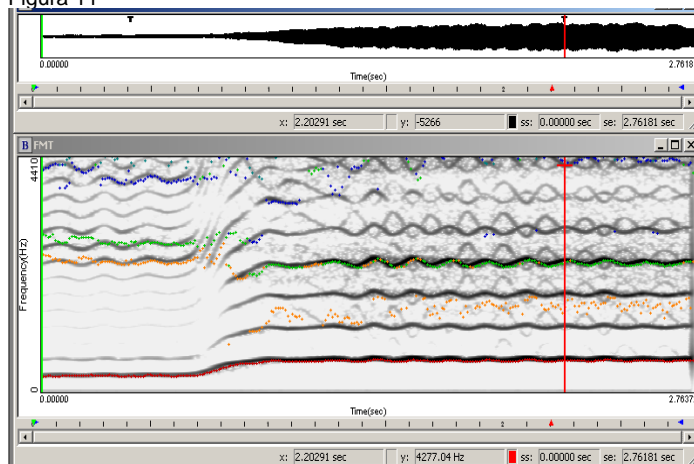 Figura 11
0.00000 2.7618
Time(sec)
2
x: 2.20291 sec y: -5266 ss: 0.00000 sec se: 2.76181 sec
B FMT
4410
Frequency(Hz)
0
0.00000 2.7637
Time(sec)
2
x: 2.20291 sec y: 4277.04 Hz ss: 0.00000 sec se: 2.76181 sec